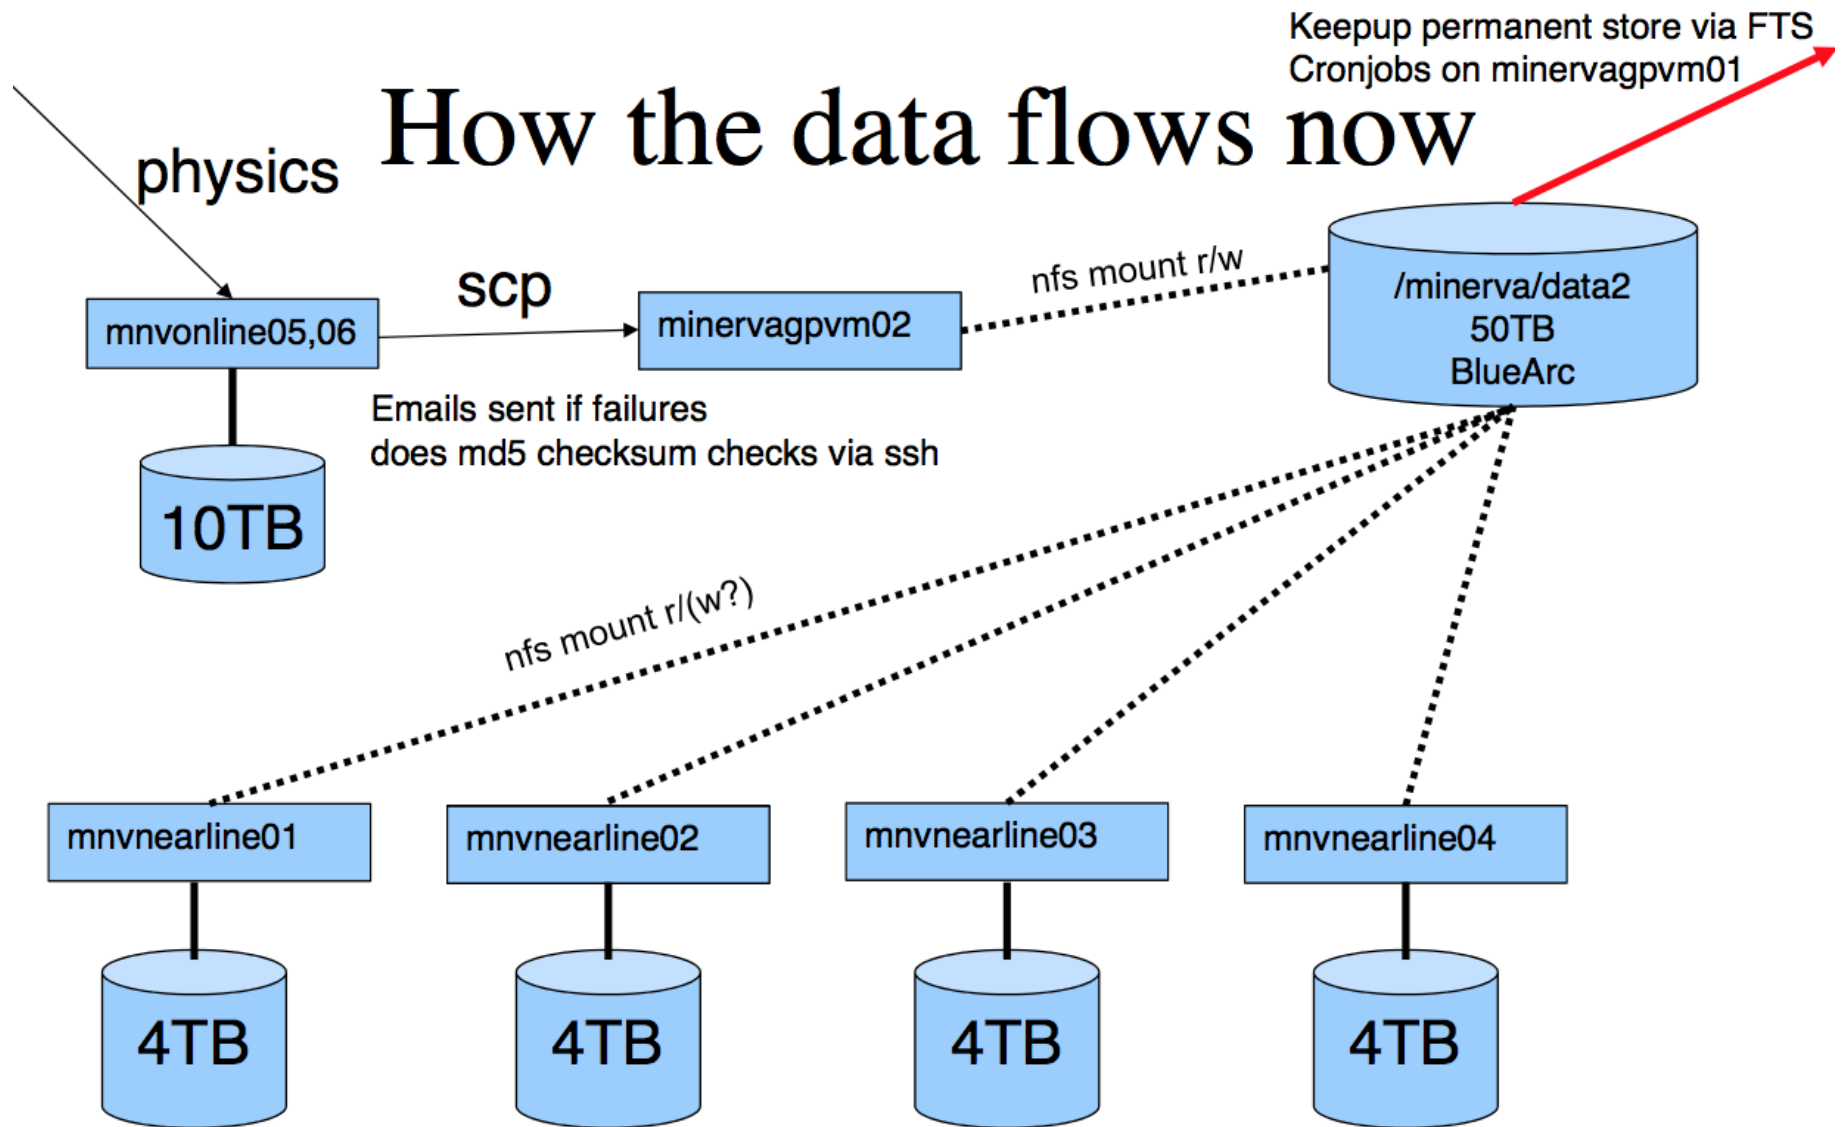 Keepup permanent store via FTS
Cronjobs on minervagpvm01
How the data flows now
physics
scp
nfs mount r/w
mnvonline05,06
minervagpvm02
/minerva/data2
50TB
BlueArc
Emails sent if failures
does md5 checksum checks via ssh
10TB
nfs mount r/(w?)
mnvnearline01
mnvnearline02
mnvnearline03
mnvnearline04
4TB
4TB
4TB
4TB